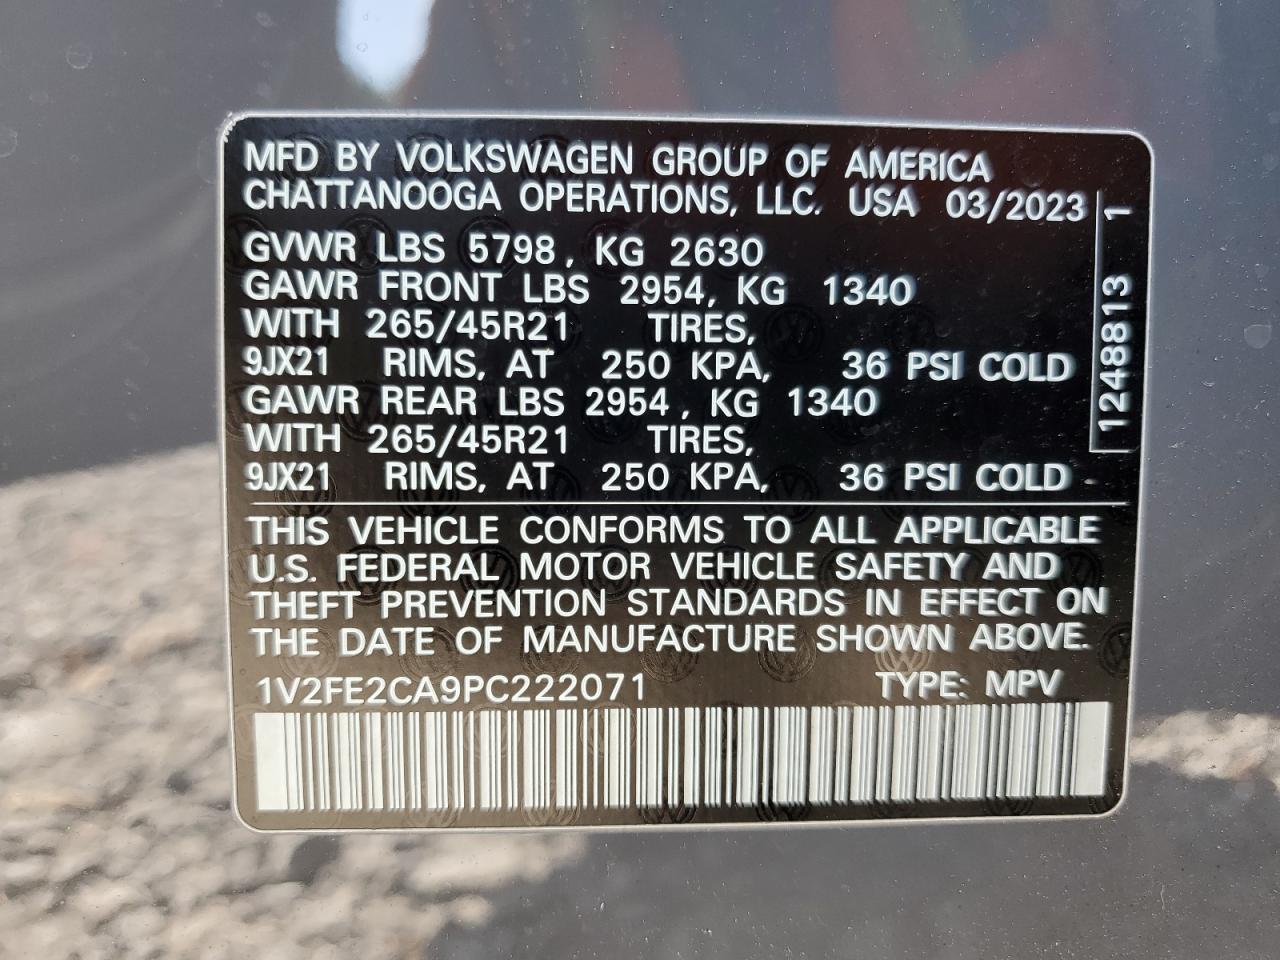 MFD BY VOLKSWAGEN GROUP OF AMERICA
CHATTANOOGA OPERATIONS, LLC. USA 03/2023
GVWR LBS 5798, KG 2630
GAWR FRONT LBS 2954, KG 1340
WITH 265/45R21 TIRES,
9JX21 RIMS, AT 250 KPA, 36 PSI COLD
GAWR REAR LBS 2954, KG 1340
WITH 265/45R21 TIRES,
9JX21 RIMS, AT 250 KPA, 36 PSI COLD
1248813 1
THIS VEHICLE CONFORMS TO ALL APPLICABLE
U.S. FEDERAL MOTOR VEHICLE SAFETY AND
THEFT PREVENTION STANDARDS IN EFFECT ON
THE DATE OF MANUFACTURE SHOWN ABOVE.
1V2FE2CA9PC222071 TYPE: MPV